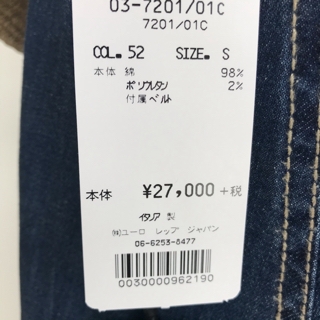 03-7201/01C
7201/01C
COL. 52 SIZE. S
本体 綿 98%
ポリウレタン 2%
付属ベルト
本体 ¥27,000 +税
イタリア 製
㈱ユーロ レップ ジャパン
06-6253-8477
0030000962190